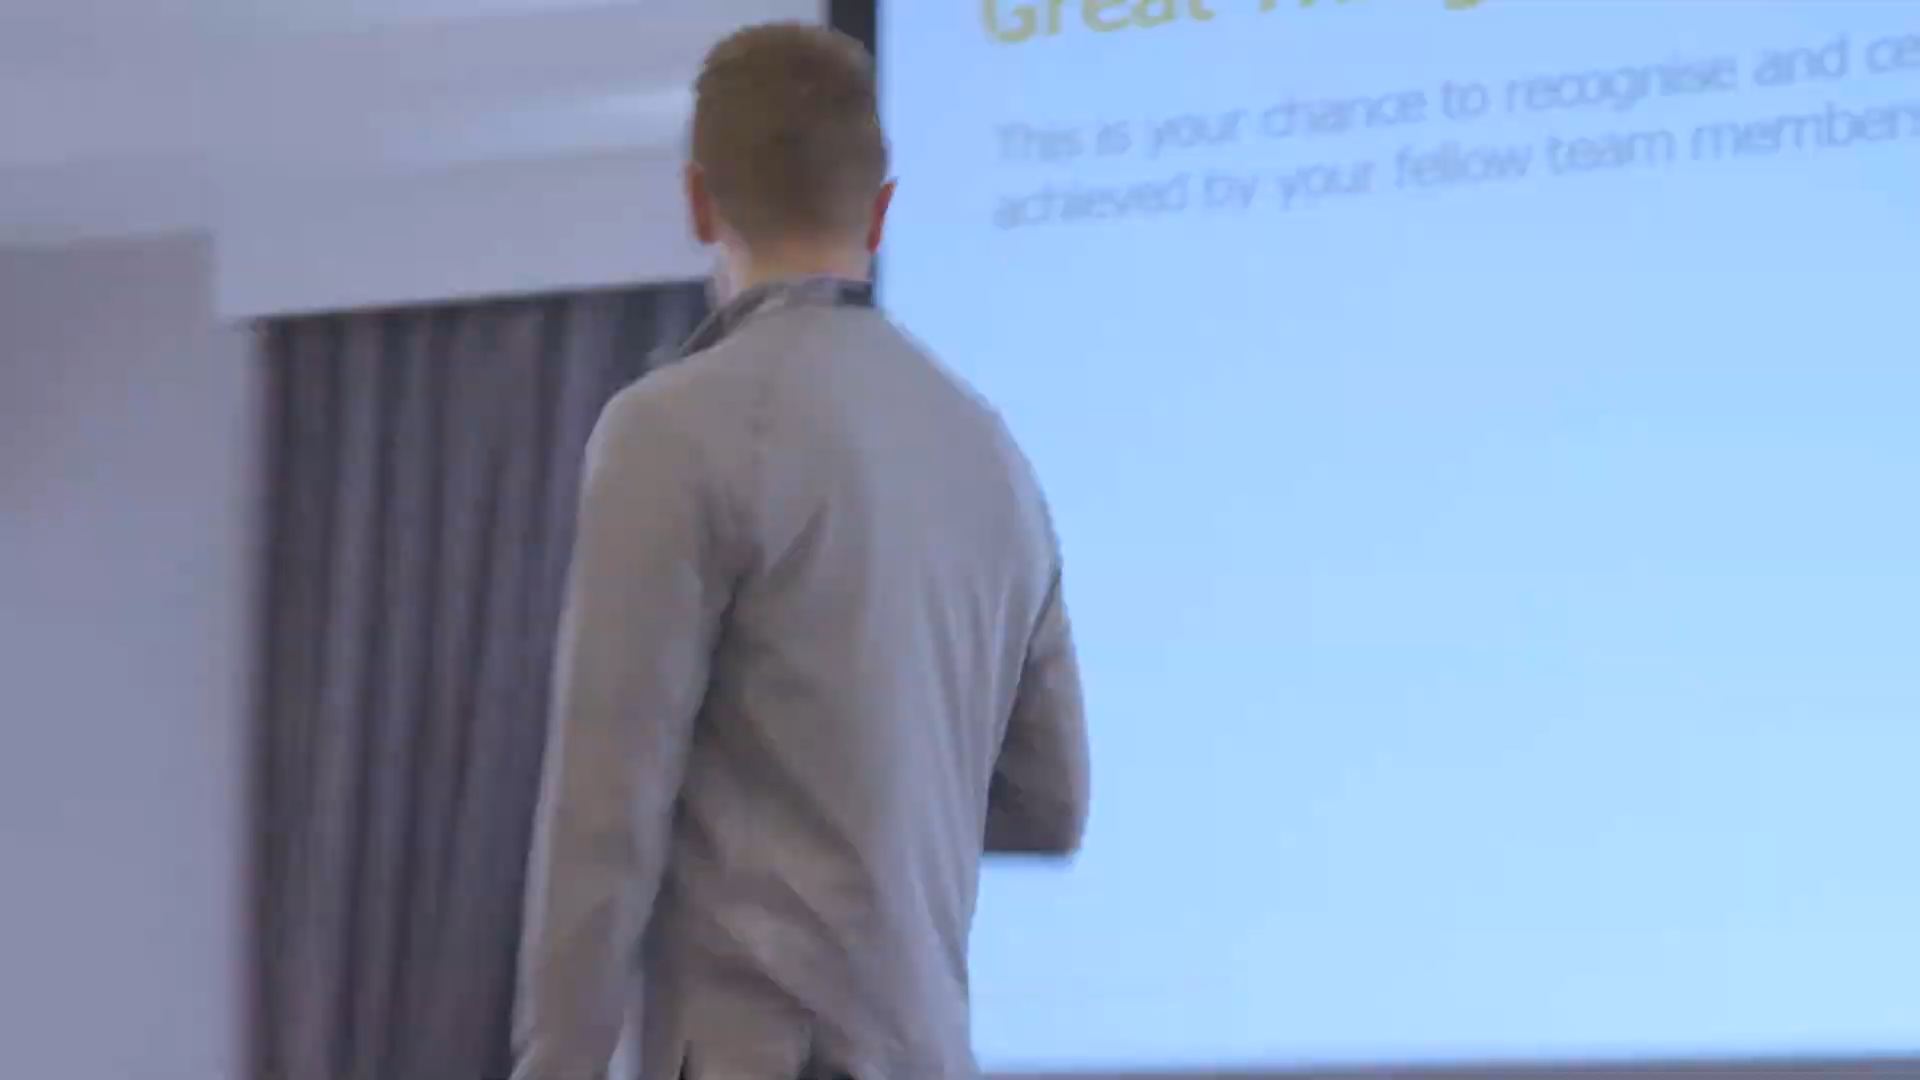 Great
This is your chance to recognise and
achieved by your fellow team members